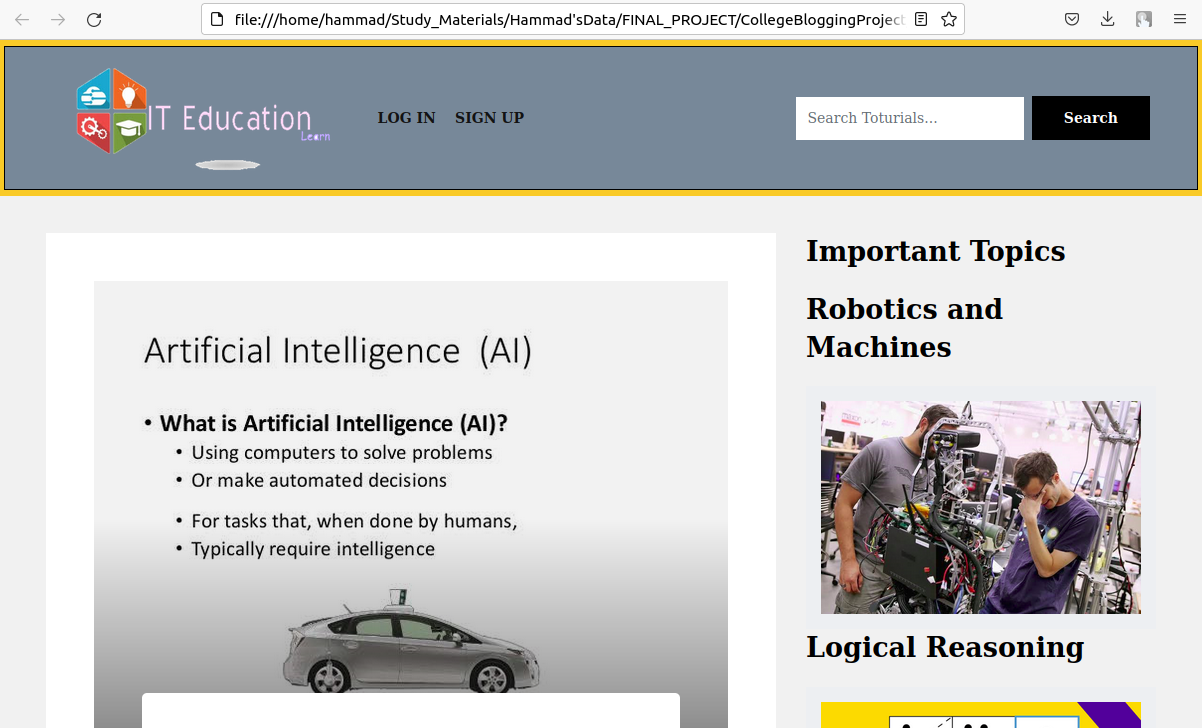 file:///home/hammad/Study_Materials/Hammad'sData/FINAL_PROJECT/CollegeBloggingProject
IT Education
Learn
LOG IN SIGN UP
Search Toturials...
Search
Important Topics
Robotics and
Machines
Artificial Intelligence (AI)
• What is Artificial Intelligence (AI)?
• Using computers to solve problems
• Or make automated decisions
• For tasks that, when done by humans,
• Typically require intelligence
Logical Reasoning